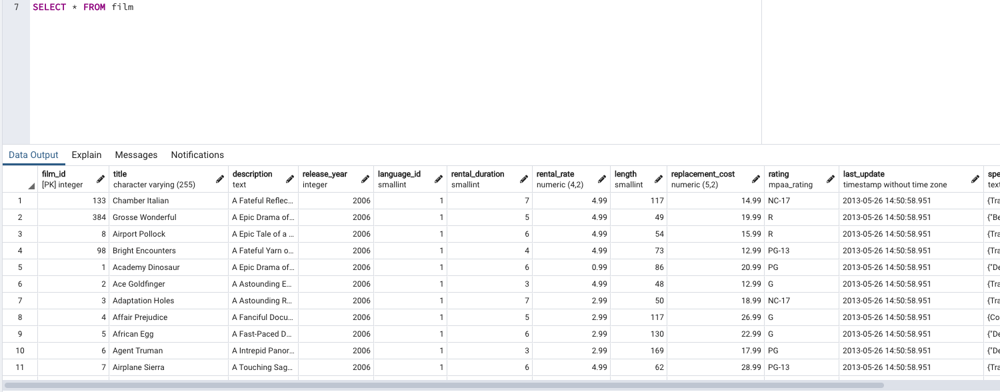 7 SELECT * FROM film
Data Output Explain Messages Notifications
film_id title description release_year language_id rental_duration rental_rate length replacement_cost rating last_update spe
[PK] integer character varying (255) text integer smallint smallint numeric (4,2) smallint numeric (5,2) mpaa_rating timestamp without time zone tex
1 133 Chamber Italian A Fateful Reflec... 2006 1 7 4.99 117 14.99 NC-17 2013-05-26 14:50:58.951 {Tra
2 384 Grosse Wonderful A Epic Drama of... 2006 1 5 4.99 49 19.99 R 2013-05-26 14:50:58.951 {"Be
3 8 Airport Pollock A Epic Tale of a ... 2006 1 6 4.99 54 15.99 R 2013-05-26 14:50:58.951 {Tra
4 98 Bright Encounters A Fateful Yarn o... 2006 1 4 4.99 73 12.99 PG-13 2013-05-26 14:50:58.951 {Tra
5 1 Academy Dinosaur A Epic Drama of... 2006 1 6 0.99 86 20.99 PG 2013-05-26 14:50:58.951 {"De
6 2 Ace Goldfinger A Astounding E... 2006 1 3 4.99 48 12.99 G 2013-05-26 14:50:58.951 {Tra
7 3 Adaptation Holes A Astounding R... 2006 1 7 2.99 50 18.99 NC-17 2013-05-26 14:50:58.951 {Tra
8 4 Affair Prejudice A Fanciful Docu... 2006 1 5 2.99 117 26.99 G 2013-05-26 14:50:58.951 {Co
9 5 African Egg A Fast-Paced D... 2006 1 6 2.99 130 22.99 G 2013-05-26 14:50:58.951 {"De
10 6 Agent Truman A Intrepid Panor... 2006 1 3 2.99 169 17.99 PG 2013-05-26 14:50:58.951 {"De
11 7 Airplane Sierra A Touching Sag... 2006 1 6 4.99 62 28.99 PG-13 2013-05-26 14:50:58.951 {Tra